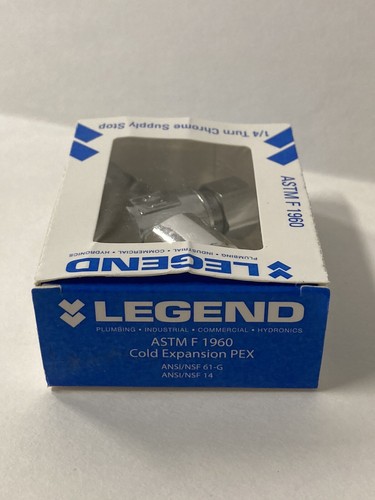 1/4 Turn Chrome Supply Stop
ASTM F 1960
LEGEND
PLUMBING • INDUSTRIAL • COMMERCIAL • HYDRONICS
LEGEND
PLUMBING • INDUSTRIAL • COMMERCIAL • HYDRONICS
ASTM F 1960
Cold Expansion PEX
ANSI/NSF 61-G
ANSI/NSF 14